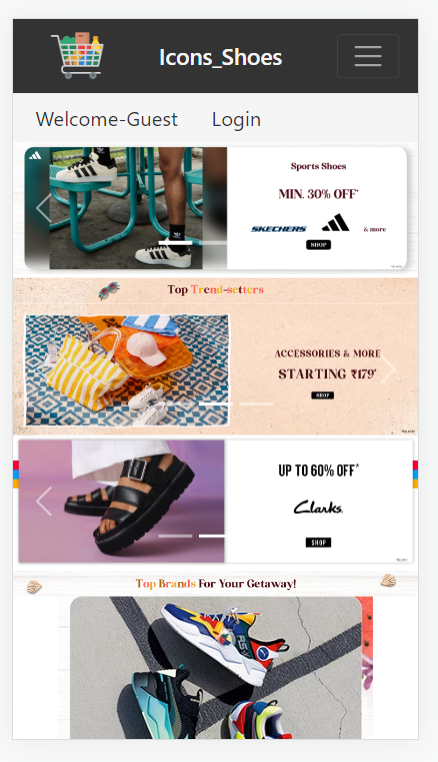 Icons_Shoes
Welcome-Guest Login
Sports Shoes
MIN. 30% OFF*
SKECHERS
& more
SHOP
Top Trend-setters
ACCESSORIES & MORE
STARTING ₹179*
SHOP
UP TO 60% OFF*
Clarks.
SHOP
Top Brands For Your Getaway!
RS-X